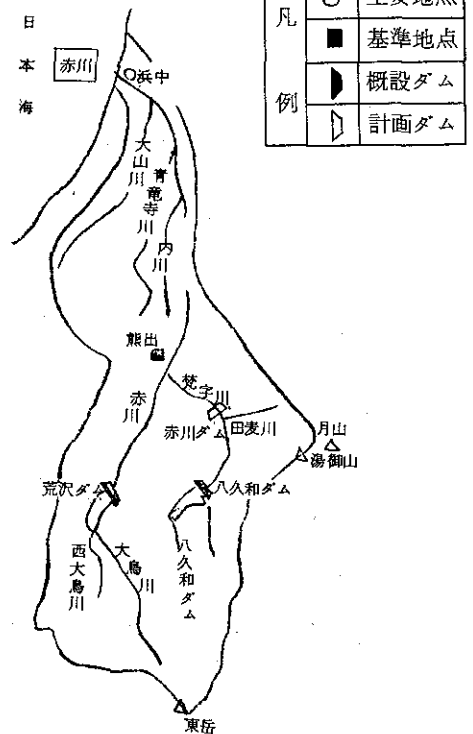 凡例
○ 主要地点
■ 基準地点
概設ダム
計画ダム
日本海
赤川
浜中
大山川
青竜寺川
内川
熊出
赤川
梵字川
赤川ダム
田麦川
月山
湯御山
荒沢ダム
八久和ダム
西大鳥川
大鳥川
八久和ダム
東岳